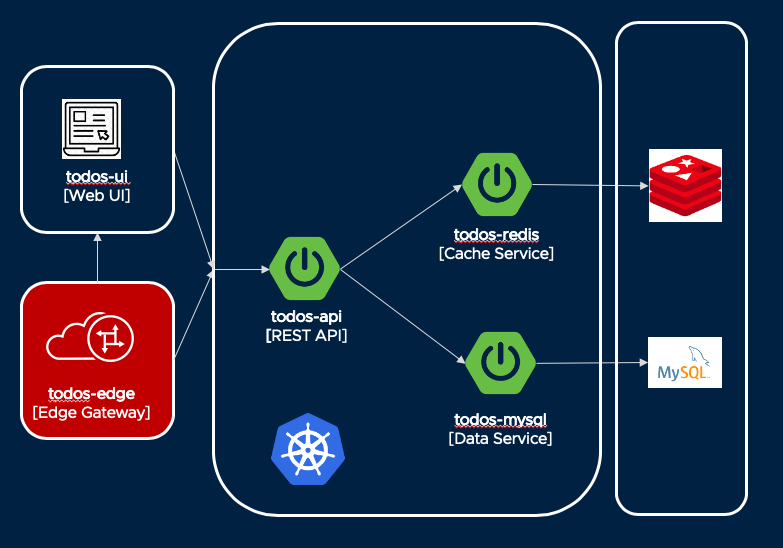 todos-ui
[Web UI]
todos-edge
[Edge Gateway]
todos-api
[REST API]
todos-redis
[Cache Service]
todos-mysql
[Data Service]
MySQL